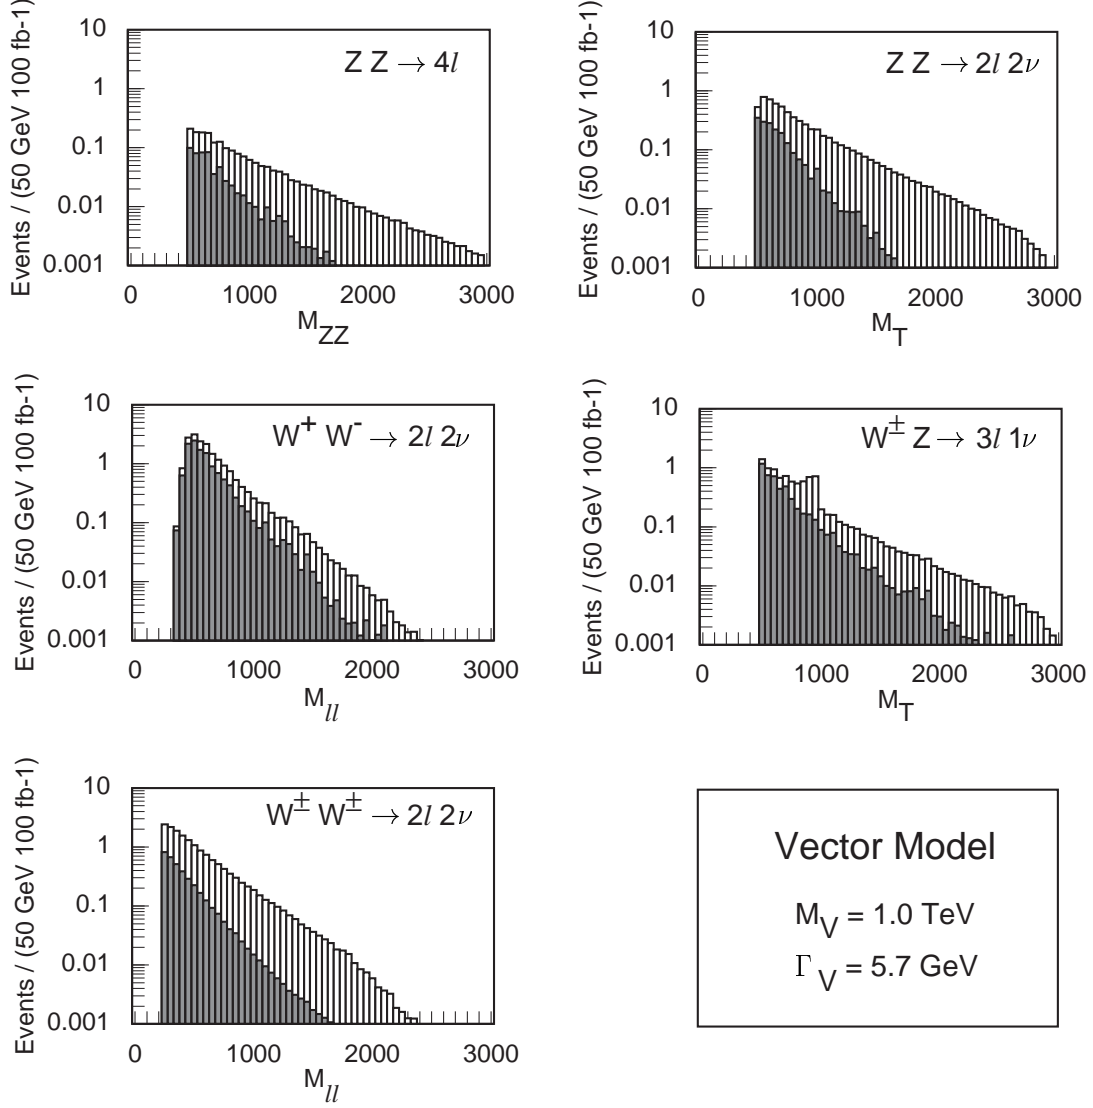 Events / (50 GeV 100 fb-1)
10
1
0.1
0.01
0.001
Z Z → 4l
0 1000 2000 3000
M_ZZ
Events / (50 GeV 100 fb-1)
10
1
0.1
0.01
0.001
Z Z → 2l 2ν
0 1000 2000 3000
M_T
Events / (50 GeV 100 fb-1)
10
1
0.1
0.01
0.001
W⁺ W⁻ → 2l 2ν
0 1000 2000 3000
M_ll
Events / (50 GeV 100 fb-1)
10
1
0.1
0.01
0.001
W± Z → 3l 1ν
0 1000 2000 3000
M_T
Events / (50 GeV 100 fb-1)
10
1
0.1
0.01
0.001
W± W± → 2l 2ν
0 1000 2000 3000
M_ll
Vector Model
M_V = 1.0 TeV
Γ_V = 5.7 GeV